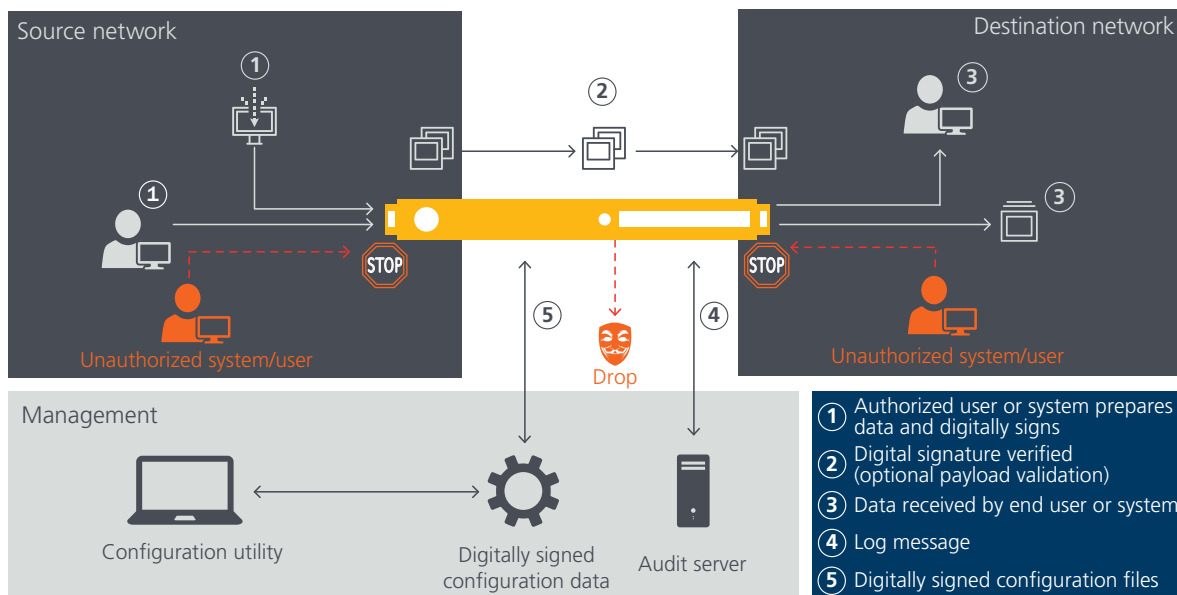 Source network
Destination network
1
2
3
1
3
STOP
STOP
5
4
Unauthorized system/user
Unauthorized system/user
Drop
Management
Configuration utility
Digitally signed
configuration data
Audit server
1 Authorized user or system prepares
data and digitally signs
2 Digital signature verified
(optional payload validation)
3 Data received by end user or system
4 Log message
5 Digitally signed configuration files